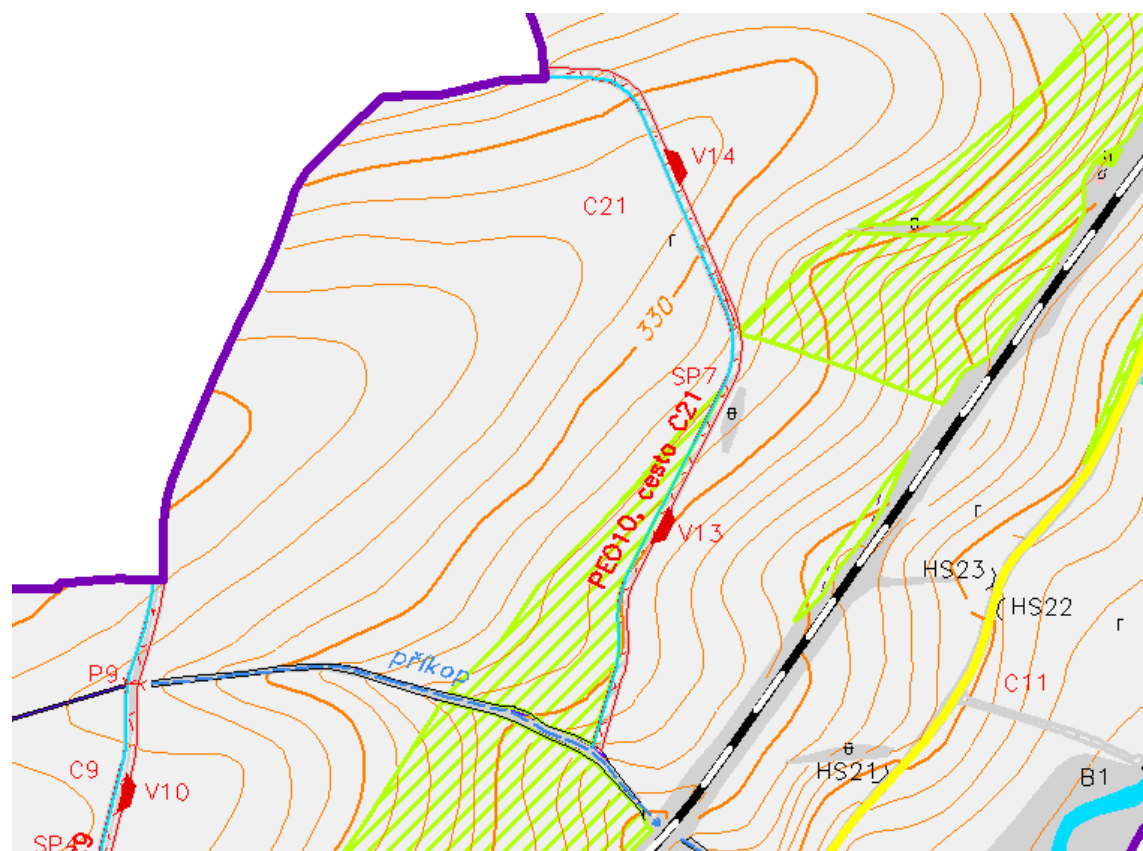 V14
C21
r
330
SP7
PEO10, cesta C21
V13
r
HS23
HS22
r
příkop
P9
C11
C9
V10
HS21
B1